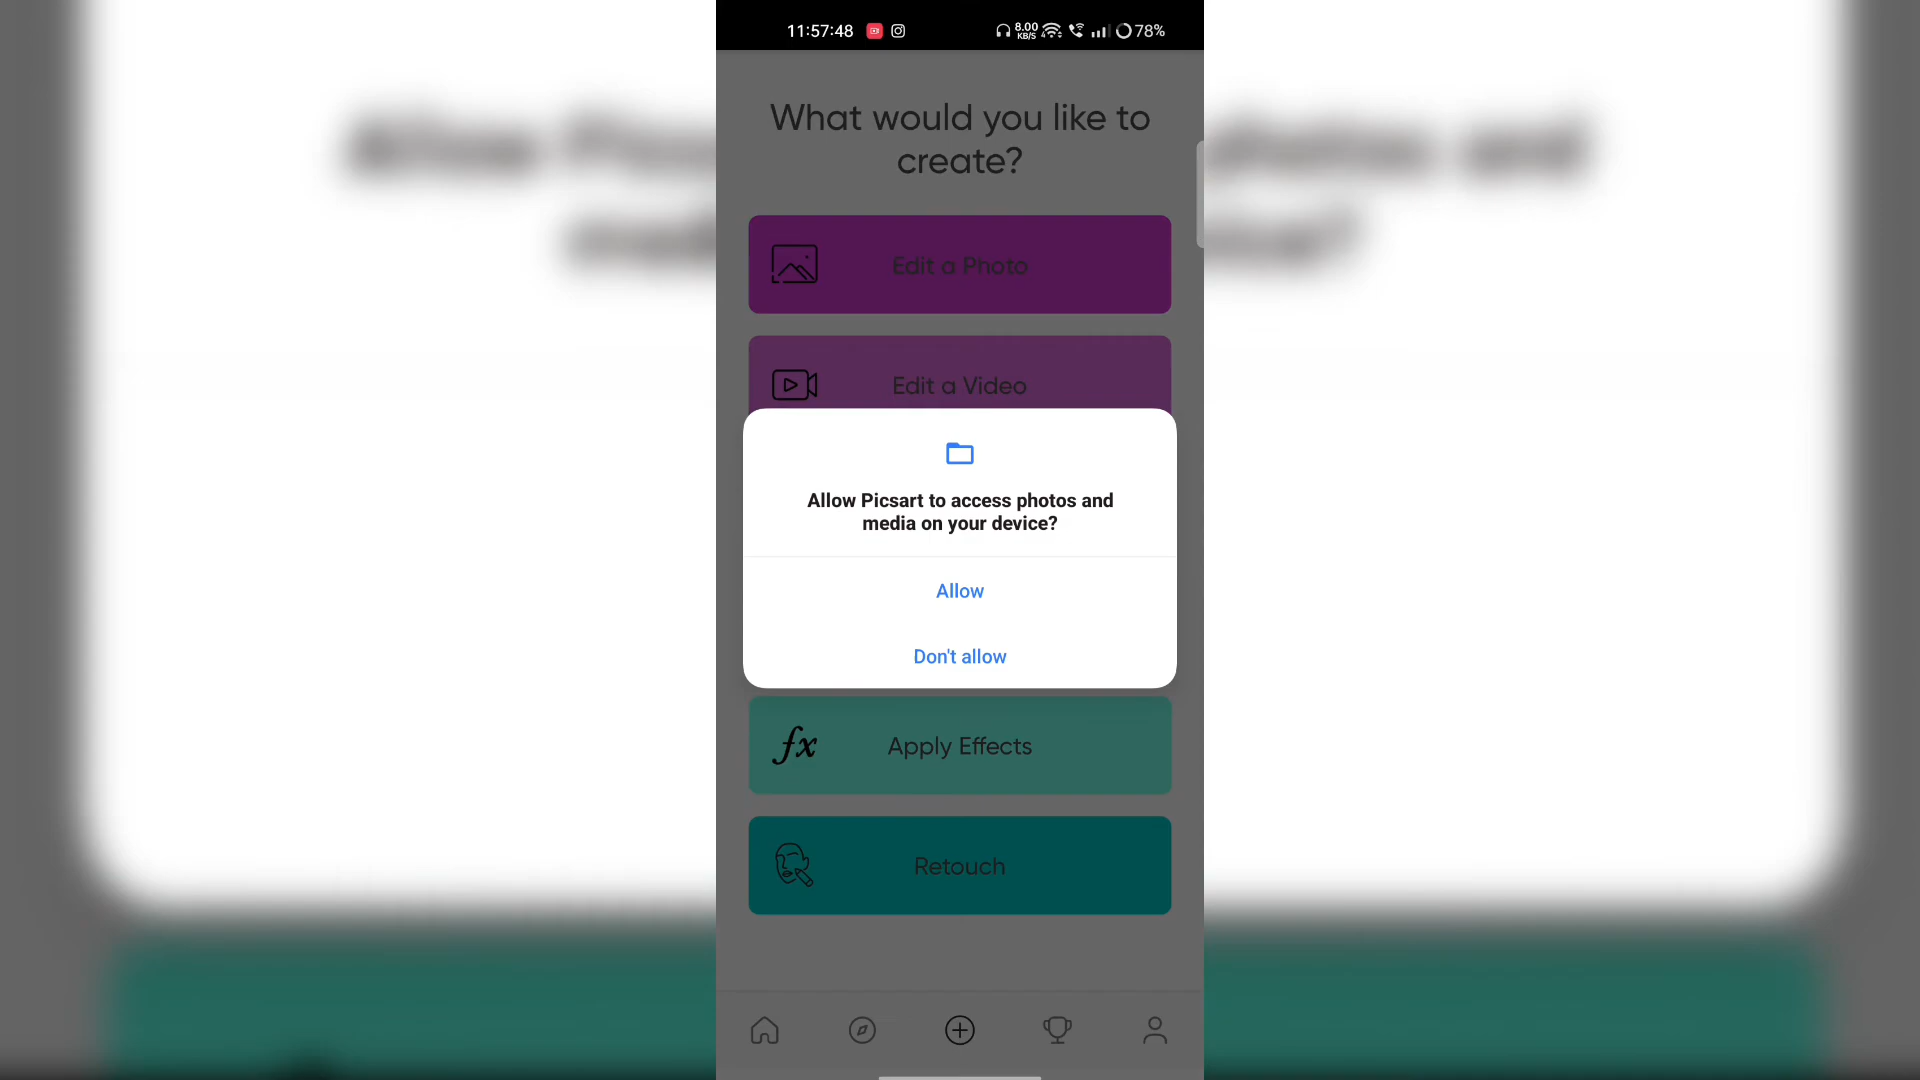 11:57:48 8.00 KB/S 78%
What would you like to
create?
Edit a Photo
Edit a Video
Allow Picsart to access photos and
media on your device?
Allow
Don't allow
fx Apply Effects
Retouch